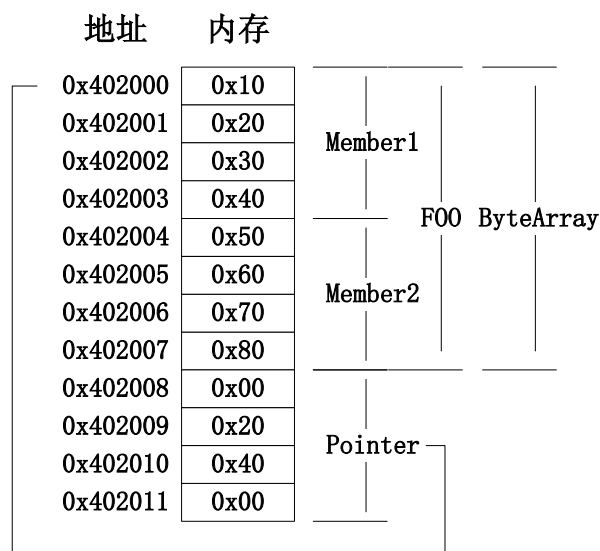 地址 内存
0x402000 0x10
0x402001 0x20
0x402002 0x30
Member1
0x402003 0x40
0x402004 0x50
FOO ByteArray
0x402005 0x60
0x402006 0x70
Member2
0x402007 0x80
0x402008 0x00
0x402009 0x20
Pointer
0x402010 0x40
0x402011 0x00